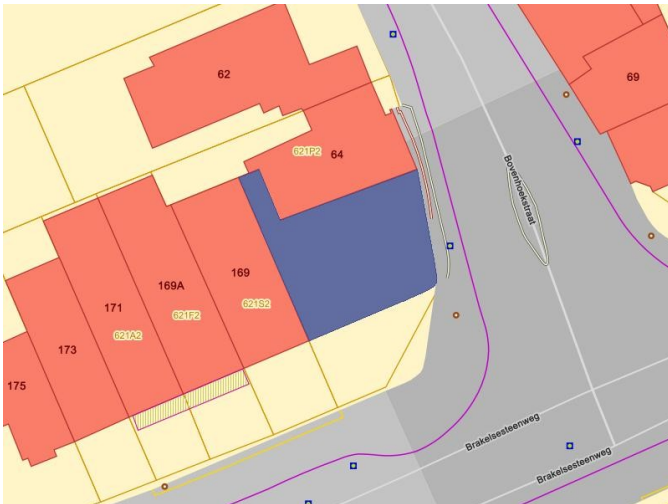 62
69
621P2
64
Bovenhoekstraat
169
169A
171
621S2
621F2
621A2
173
175
Brakelsesteenweg
Brakelsesteenweg